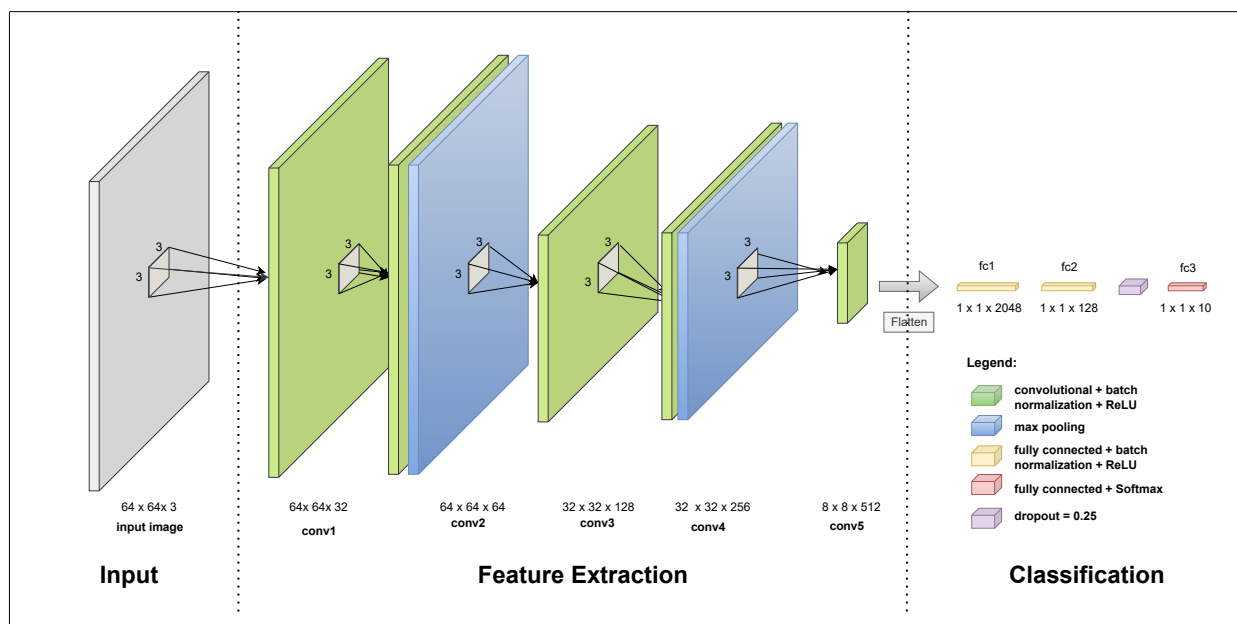 3
3
3
3
3
3
3
3
3
3
fc1
fc2
fc3
1 x 1 x 2048
1 x 1 x 128
1 x 1 x 10
Flatten
Legend:
convolutional + batch
normalization + ReLU
max pooling
fully connected + batch
normalization + ReLU
fully connected + Softmax
dropout = 0.25
64 x 64x 3
input image
64x 64x 32
conv1
64 x 64 x 64
conv2
32 x 32 x 128
conv3
32 x 32 x 256
conv4
8 x 8 x 512
conv5
Input
Feature Extraction
Classification